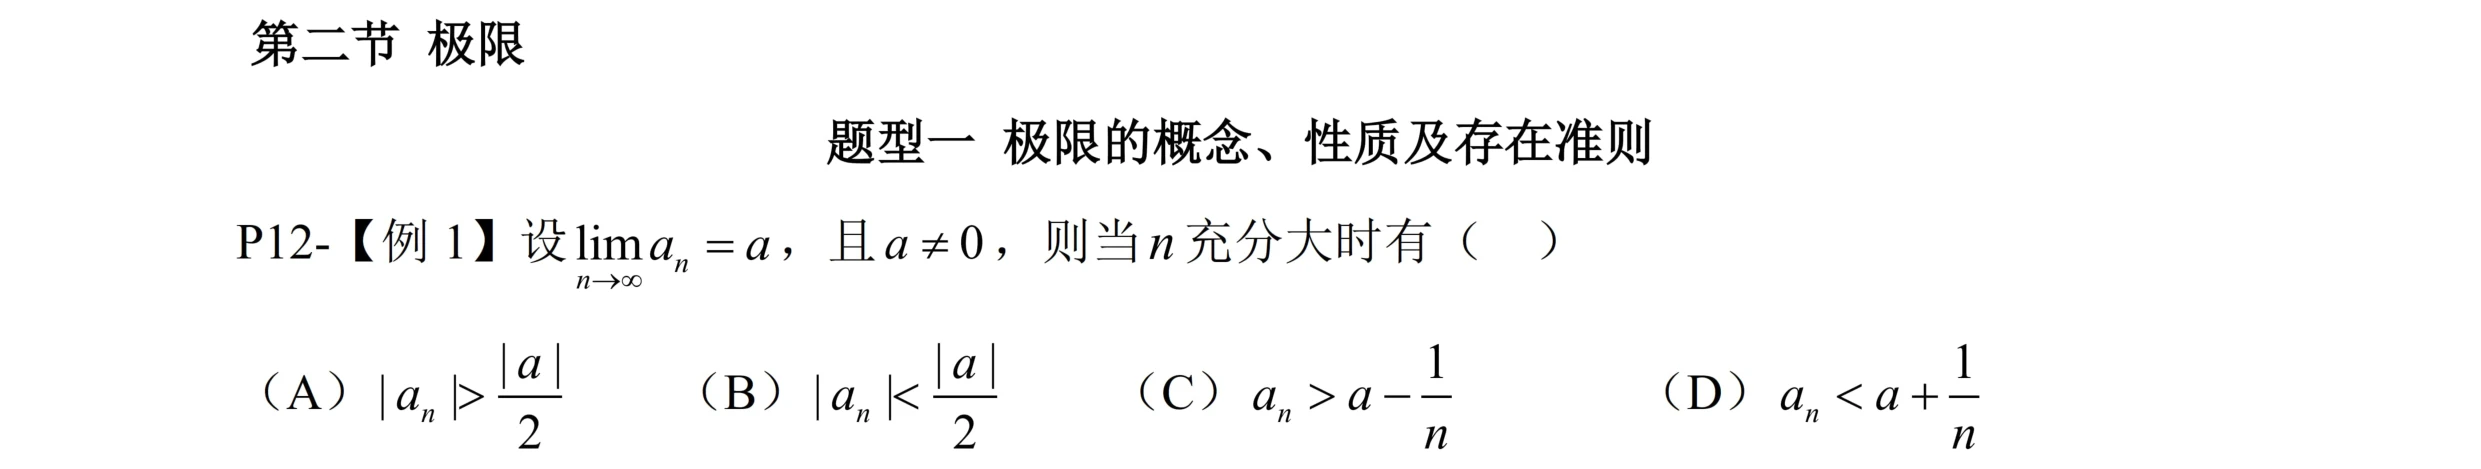 第二节 极限
题型一 极限的概念、性质及存在准则
P12-【例 1】设 $\lim_{n \to \infty} a_n = a$，且 $a \neq 0$，则当 $n$ 充分大时有（ ）
（A）$|a_n| > \frac{|a|}{2}$ （B）$|a_n| < \frac{|a|}{2}$ （C）$a_n > a - \frac{1}{n}$ （D）$a_n < a + \frac{1}{n}$